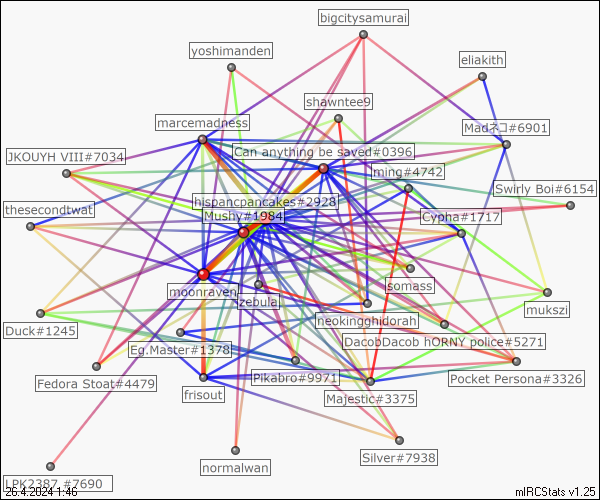 bigcitysamurai
yoshimanden
eliakith
shawntee9
marcemadness
Madネコ#6901
Can anything be saved#0396
JKOUYH VIII#7034
ming#4742
Swirly Boi#6154
hispancpancakes#2928
thesecondtwat
Mushy#1984
Cypha#1717
moonraven
zebula
somass
mukszi
neokingghidorah
Duck#1245
DacobDacob hORNY police#5271
Eg.Master#1378
Fedora Stoat#4479
Pikabro#9971
Pocket Persona#3326
frisout
Majestic#3375
Silver#7938
normalwan
LPK2387 #7690
26.4.2024 1:46
mIRCStats v1.25